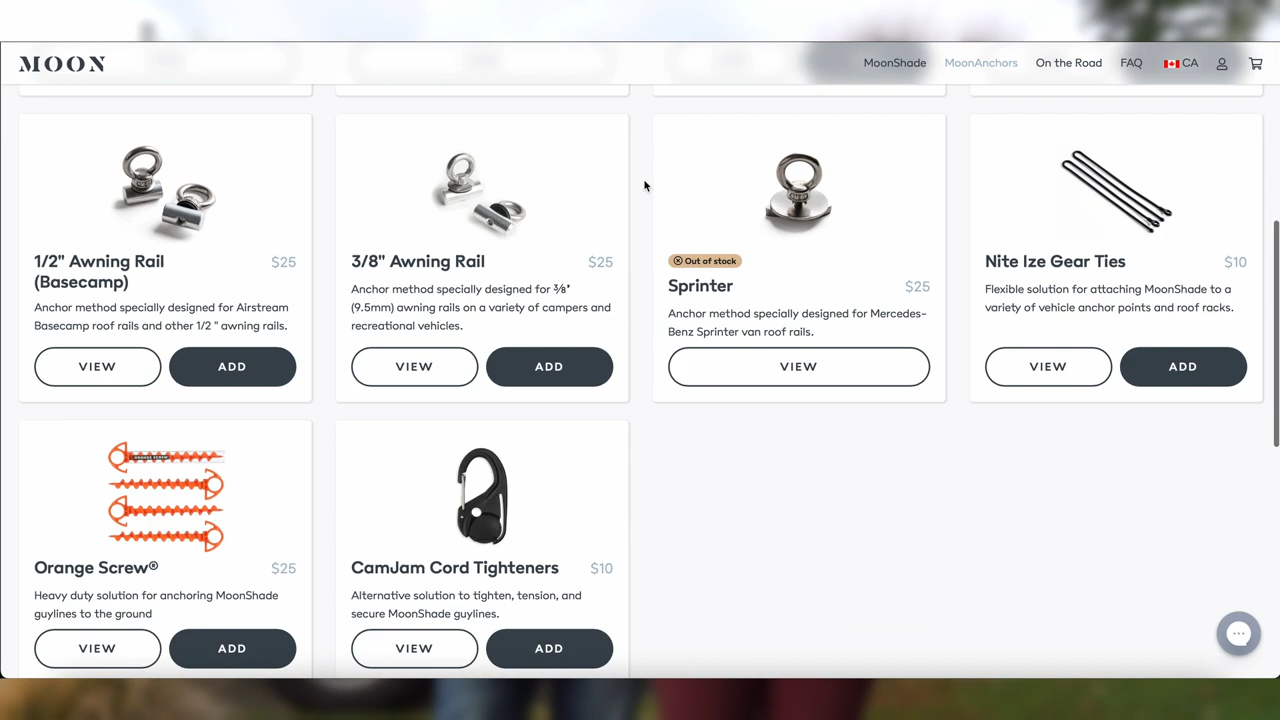 MOON
MoonShade
MoonAnchors
On the Road
FAQ
CA
1/2" Awning Rail
(Basecamp)
$25
Anchor method specially designed for Airstream
Basecamp roof rails and other 1/2 " awning rails.
VIEW
ADD
3/8" Awning Rail
$25
Anchor method specially designed for ⅜"
(9.5mm) awning rails on a variety of campers and
recreational vehicles.
VIEW
ADD
Out of stock
Sprinter
$25
Anchor method specially designed for Mercedes-
Benz Sprinter van roof rails.
VIEW
Nite Ize Gear Ties
$10
Flexible solution for attaching MoonShade to a
variety of vehicle anchor points and roof racks.
VIEW
ADD
ORANGE SCREW
Orange Screw®
$25
Heavy duty solution for anchoring MoonShade
guylines to the ground
VIEW
ADD
CamJam Cord Tighteners
$10
Alternative solution to tighten, tension, and
secure MoonShade guylines.
VIEW
ADD